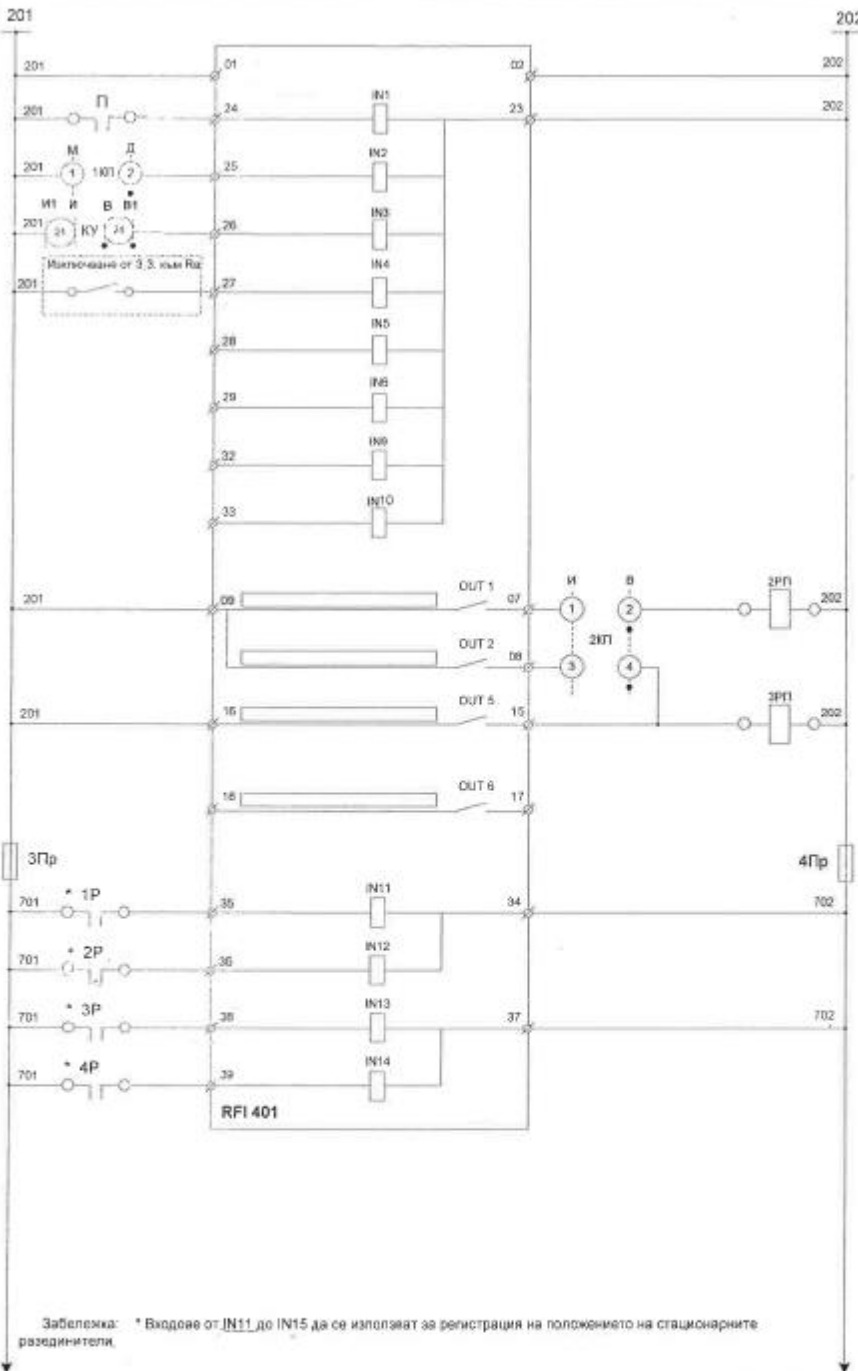 201 202
201 01 02 202
П IN1
201 24 23 202
М Д IN2
201 1 1КП 2 25
И1 И В В1 IN3
201 21 КУ 26
Изключване от З.З. към Ra IN4
201 27
IN5
28
IN6
29
IN9
32
IN10
33
OUT 1 И В 2РП
201 09 07 1 2 202
OUT 2 2КП
08 3 4
OUT 5 3РП
201 15 202
OUT 6
16 17
3Пр 4Пр
* 1Р IN11
701 35 34 702
* 2Р IN12
701 36
* 3Р IN13
701 38 37 702
* 4Р IN14
701 39
RFI 401
Забележка: * Входове от IN11 до IN15 да се използват за регистрация на положението на стационарните
разединители